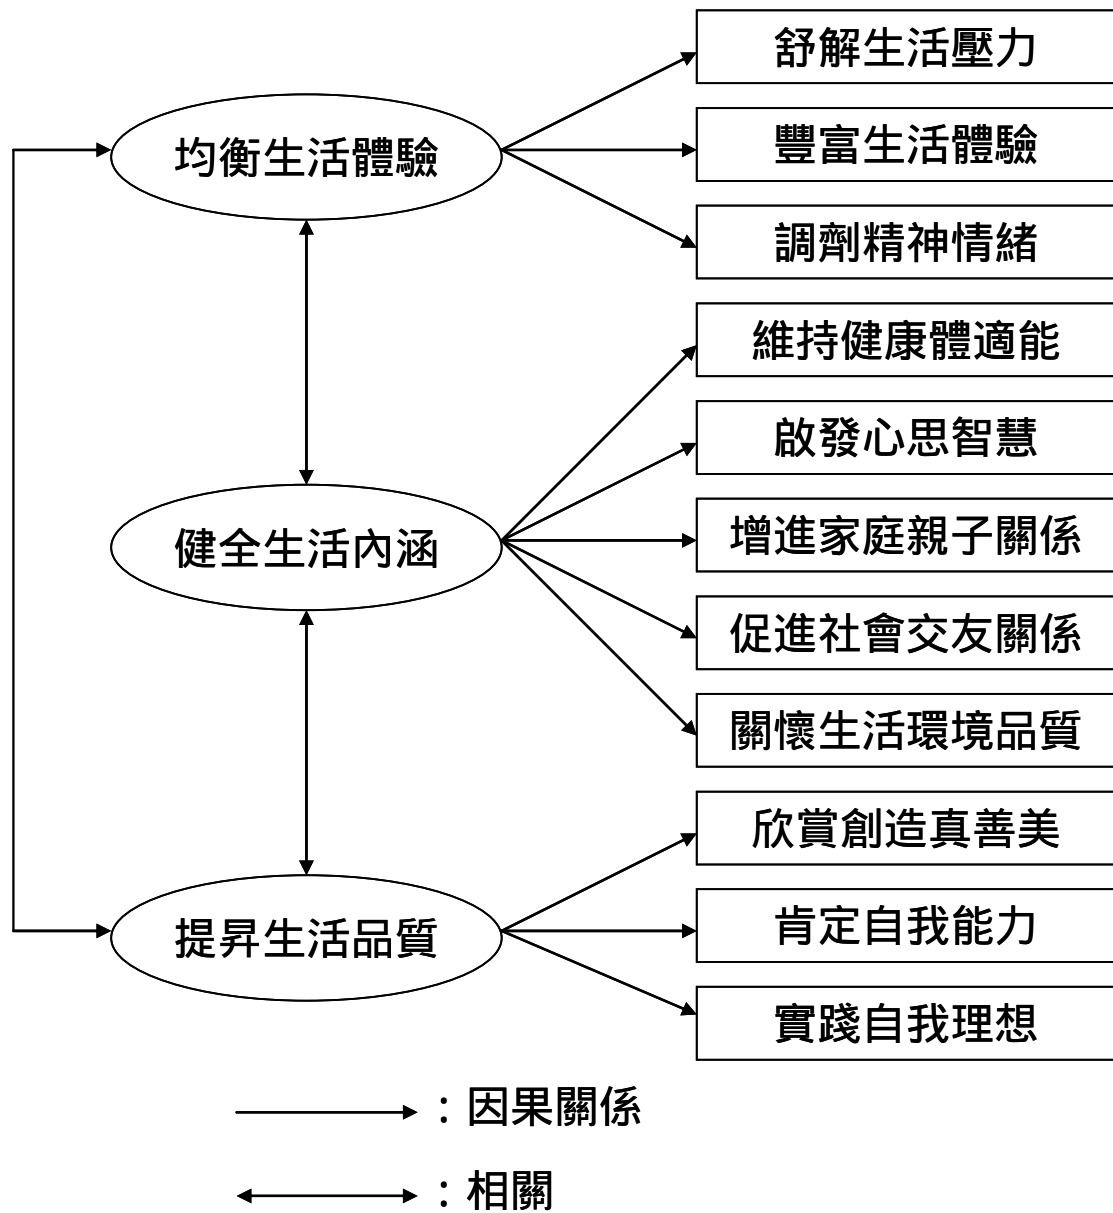 舒解生活壓力
均衡生活體驗
豐富生活體驗
調劑精神情緒
維持健康體適能
啟發心思智慧
健全生活內涵
增進家庭親子關係
促進社會交友關係
關懷生活環境品質
欣賞創造真善美
提昇生活品質
肯定自我能力
實踐自我理想
：因果關係
：相關